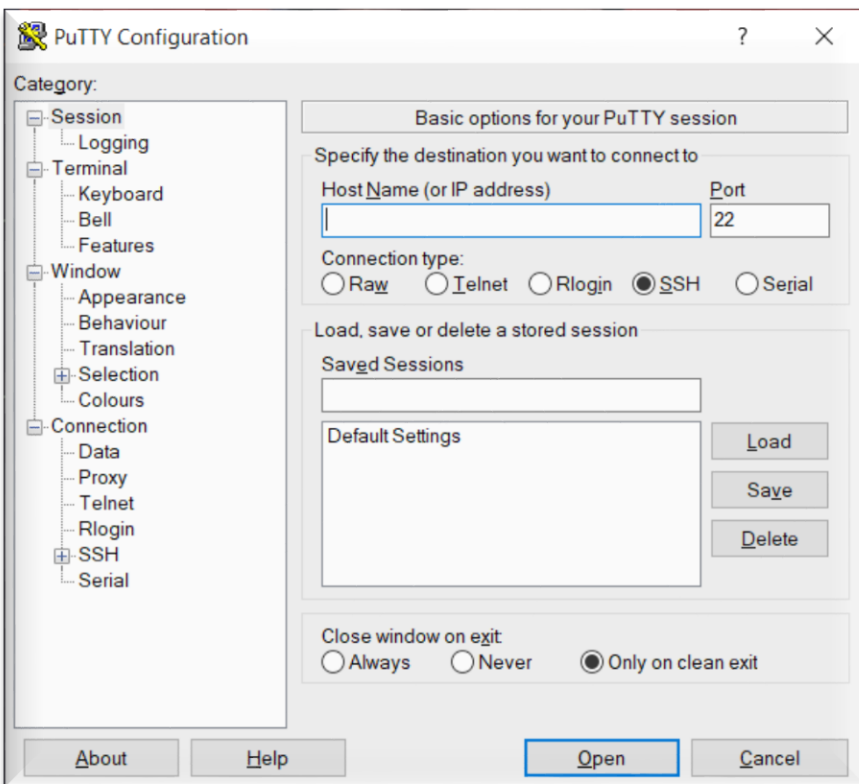 PuTTY Configuration ? ×
Category:
Session
Logging
Terminal
Keyboard
Bell
Features
Window
Appearance
Behaviour
Translation
Selection
Colours
Connection
Data
Proxy
Telnet
Rlogin
SSH
Serial
Basic options for your PuTTY session
Specify the destination you want to connect to
Host Name (or IP address) Port
22
Connection type:
Raw Telnet Rlogin SSH Serial
Load, save or delete a stored session
Saved Sessions
Default Settings
Load
Save
Delete
Close window on exit:
Always Never Only on clean exit
About Help Open Cancel